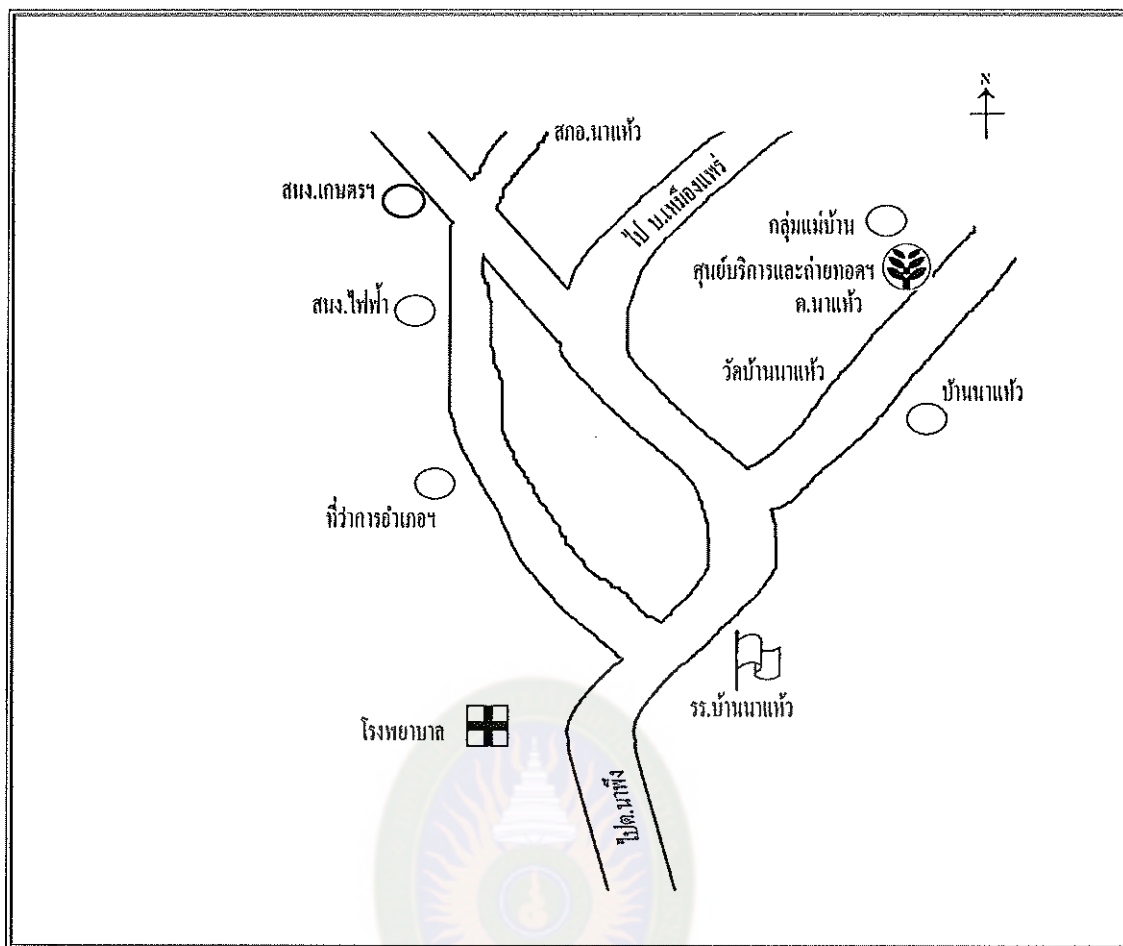 N
สภอ.นาแห้ว
สนง.เกษตรฯ
ไป บ.เหมืองแพร่
กลุ่มแม่บ้าน
ศูนย์บริการและถ่ายทอดฯ
ต.นาแห้ว
สนง.ไฟฟ้า
วัดบ้านนาแห้ว
บ้านนาแห้ว
ที่ว่าการอำเภอฯ
รร.บ้านนาแห้ว
โรงพยาบาล
ไปต.นาพึง